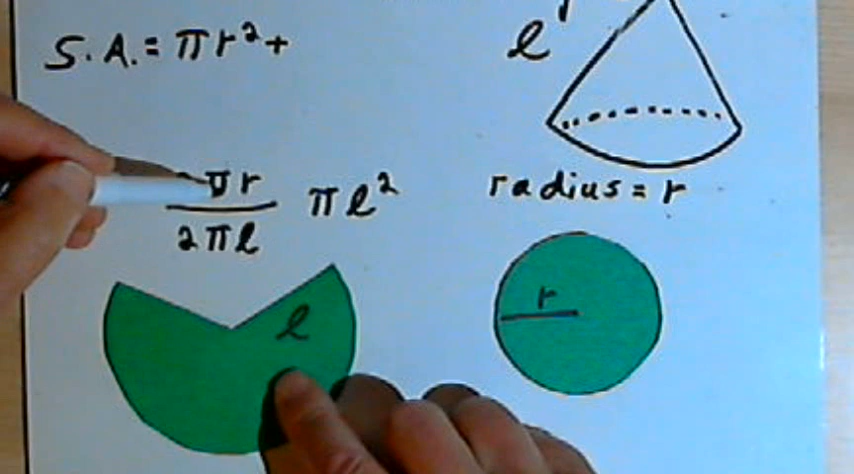 S.A. = πr² +
l
πr
2πl
πl²
radius = r
l
r